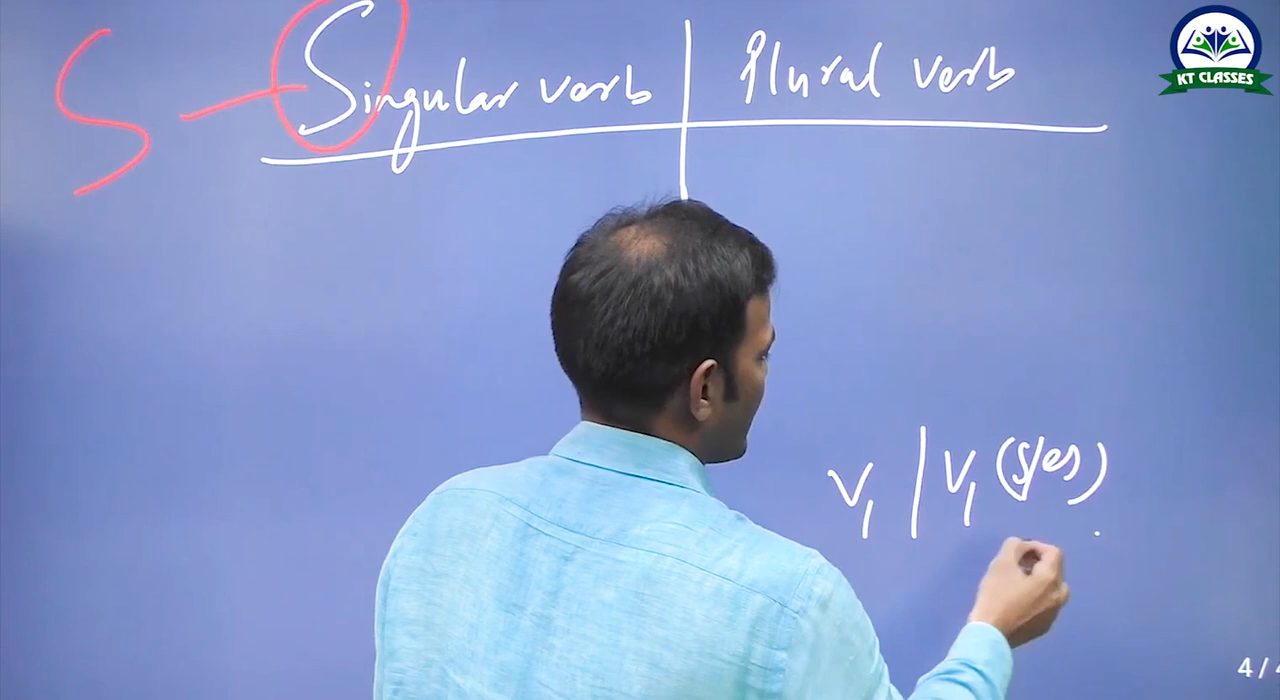 S - Singular verb | Plural verb
V1 | V1 (s/es)
KT CLASSES
4/4